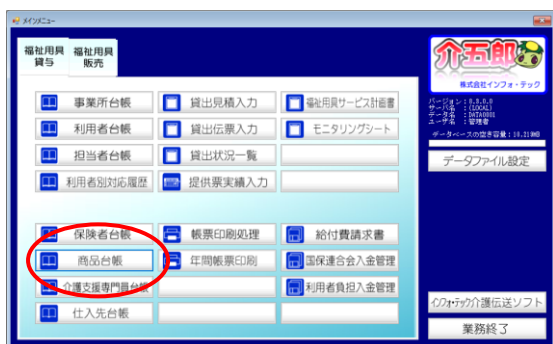 メインメニュー
福祉用具
貸与
福祉用具
販売
介五郎
株式会社インフォ・テック
事業所台帳
貸出見積入力
福祉用具サービス計画書
利用者台帳
貸出伝票入力
モニタリングシート
担当者台帳
貸出状況一覧
利用者別対応履歴
提供票実績入力
保険者台帳
帳票印刷処理
給付費請求書
商品台帳
年間帳票印刷
国保連合会入金管理
介護支援専門員台帳
利用者負担入金管理
仕入先台帳
サーバ名 :(LOCAL)
データ名 :DATA0001
ユーザ名 :管理者
データベースの空き容量:10.210MB
データファイル設定
インフォ・テック介護伝送ソフト
業務終了